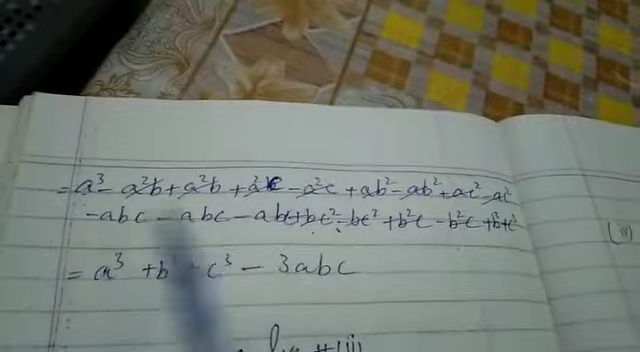 = a³ - a²b + a²b + a²c - a²c + ab² - ab² + ac² - ac²
- abc - abc - abc + bc² - bc² + b²c - b²c + b³ + c³
(iii)
= a³ + b³ + c³ - 3abc